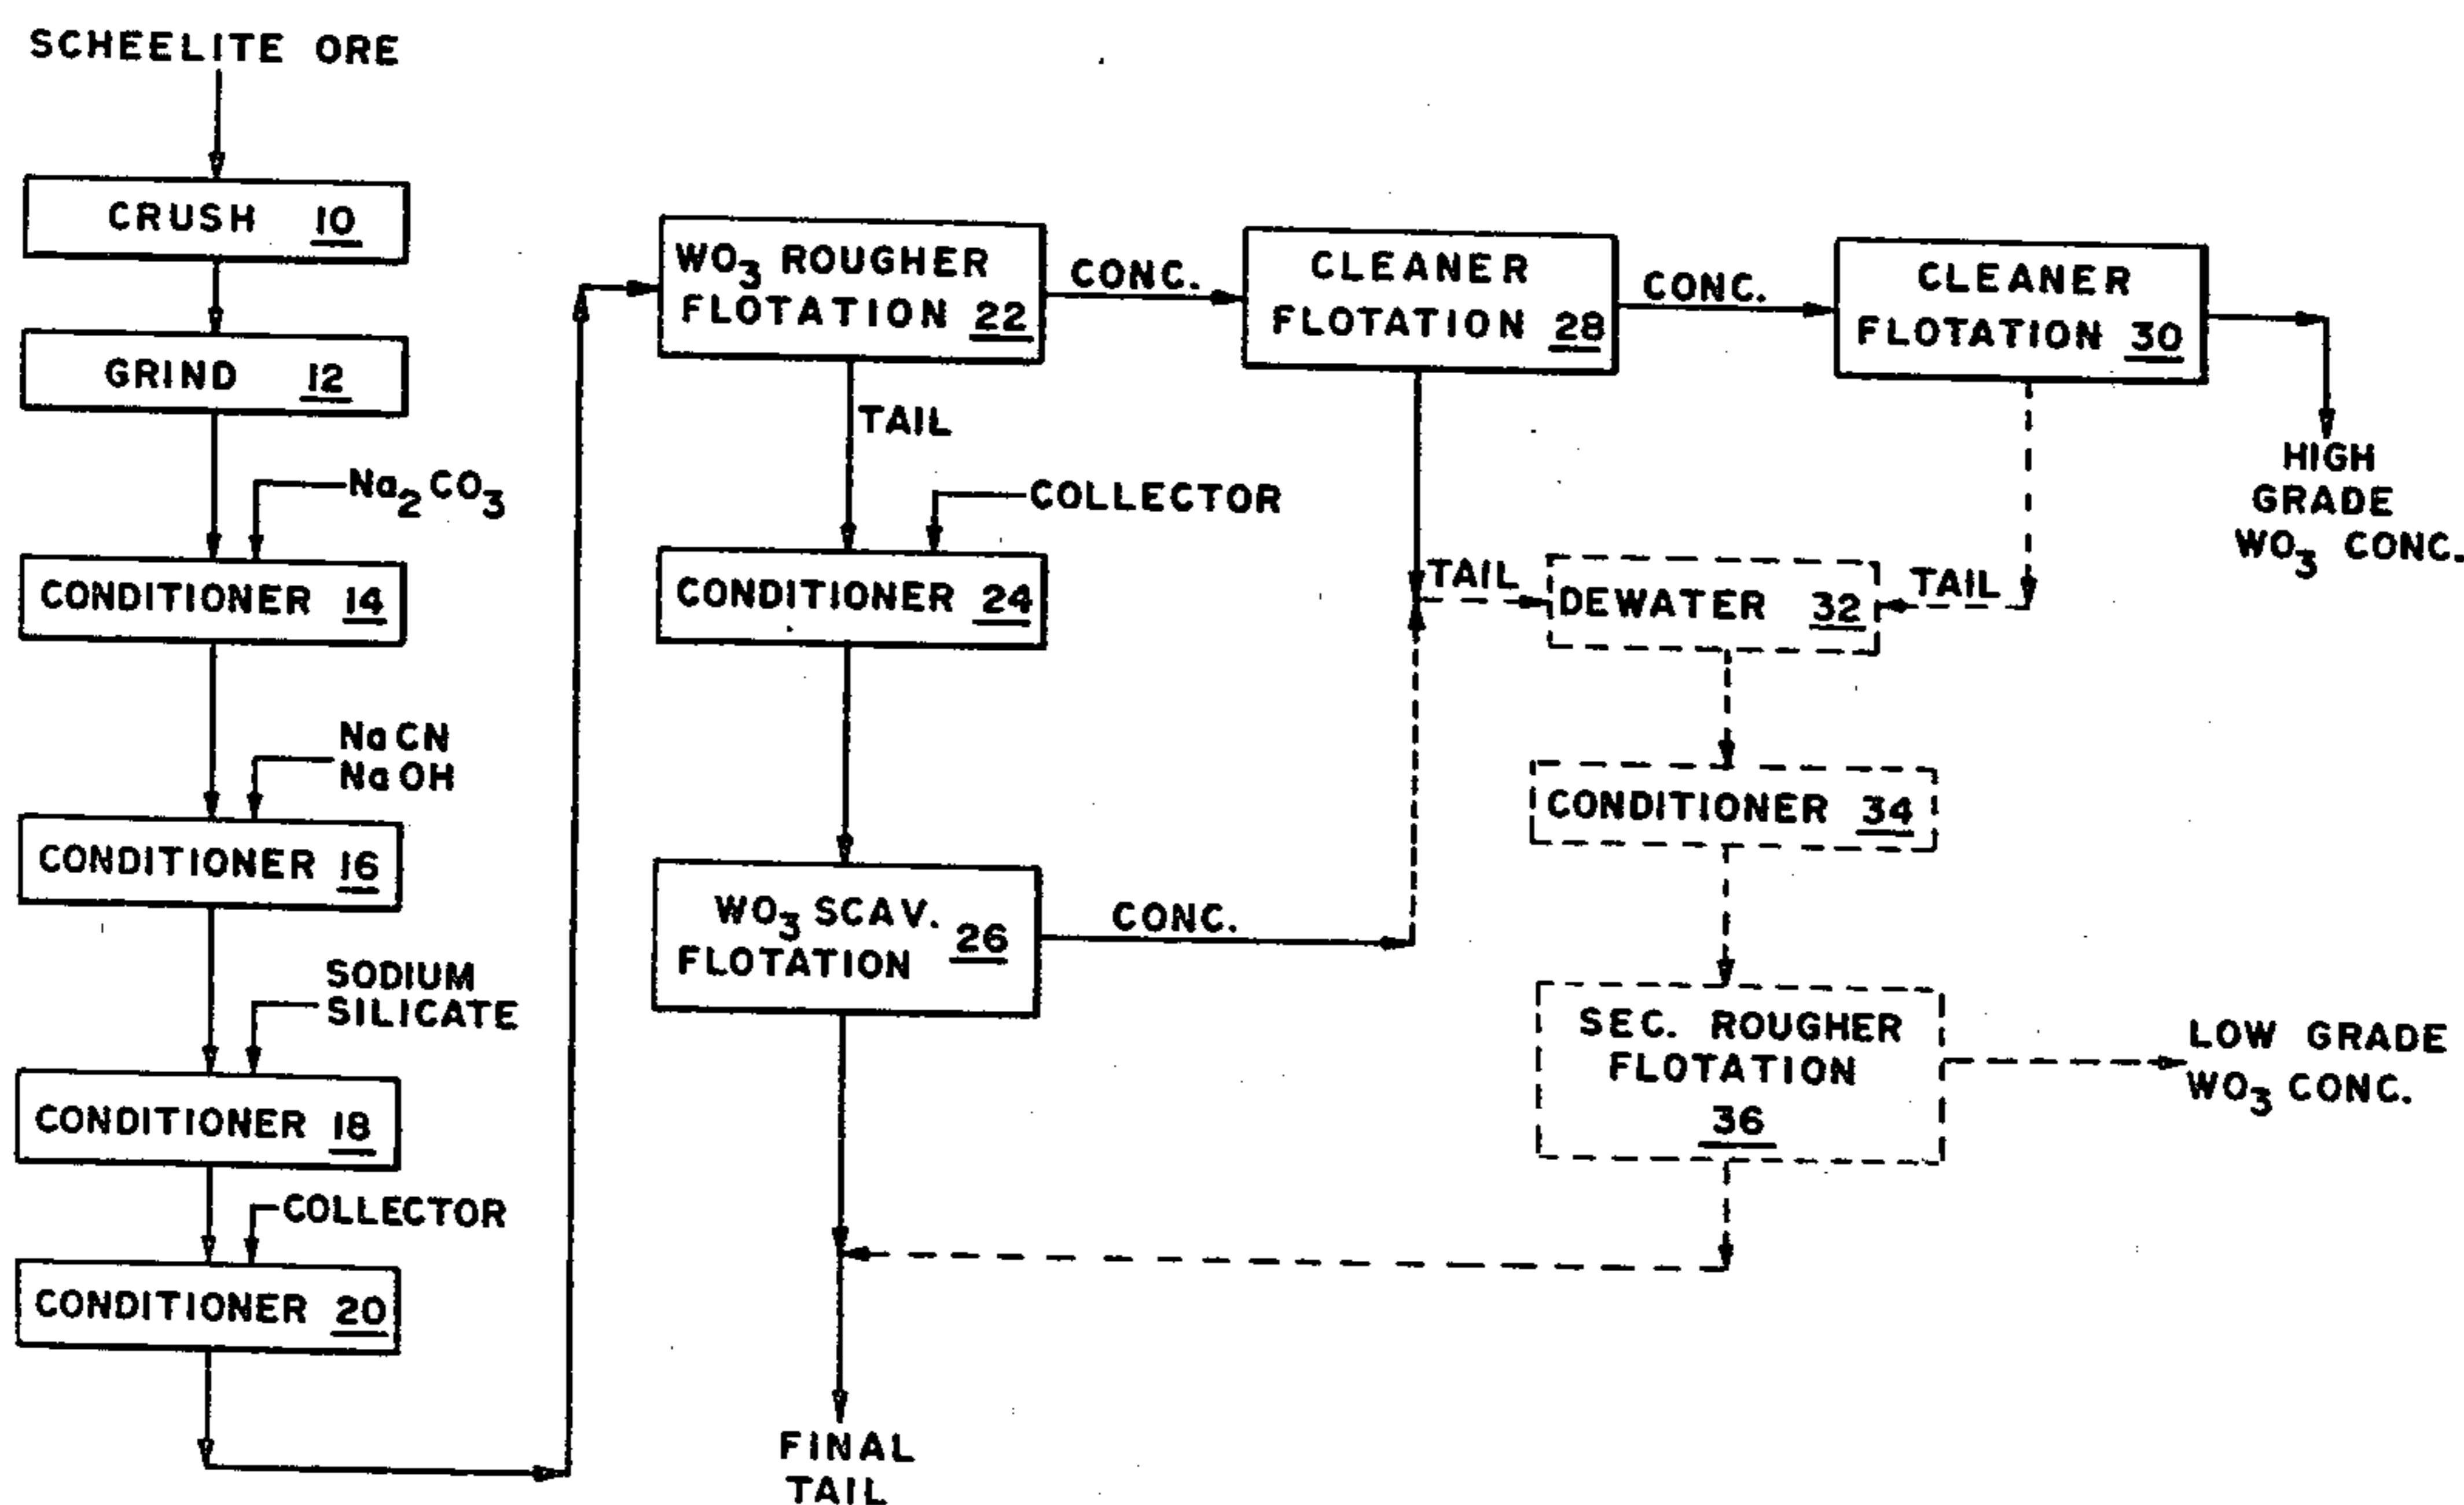 SCHEELITE ORE
CRUSH 10
GRIND 12
Na2CO3
CONDITIONER 14
NaCN
NaOH
CONDITIONER 16
SODIUM
SILICATE
CONDITIONER 18
COLLECTOR
CONDITIONER 20
WO3 ROUGHER
FLOTATION 22
TAIL
COLLECTOR
CONDITIONER 24
WO3 SCAV.
FLOTATION 26
CONC.
FINAL
TAIL
CONC.
CLEANER
FLOTATION 28
CONC.
CLEANER
FLOTATION 30
HIGH
GRADE
WO3 CONC.
TAIL
DEWATER 32
TAIL
CONDITIONER 34
SEC. ROUGHER
FLOTATION
36
LOW GRADE
WO3 CONC.